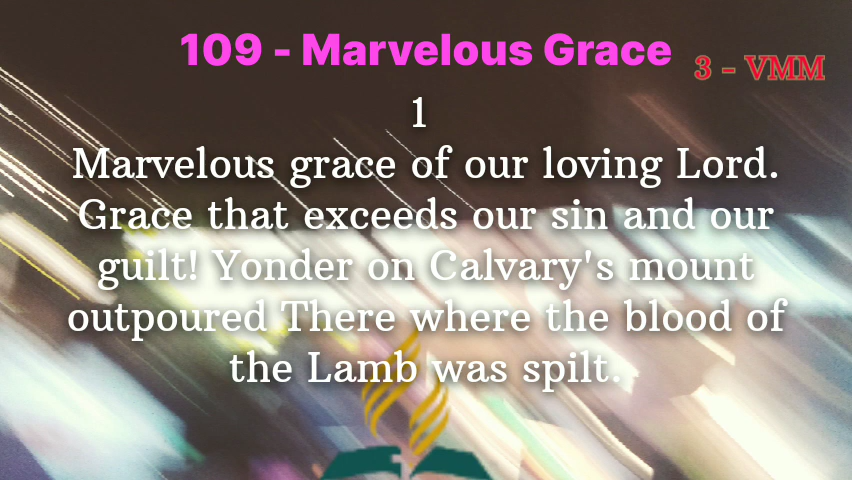 109 - Marvelous Grace
3 - VMM
1
Marvelous grace of our loving Lord.
Grace that exceeds our sin and our
guilt! Yonder on Calvary's mount
outpoured There where the blood of
the Lamb was spilt.